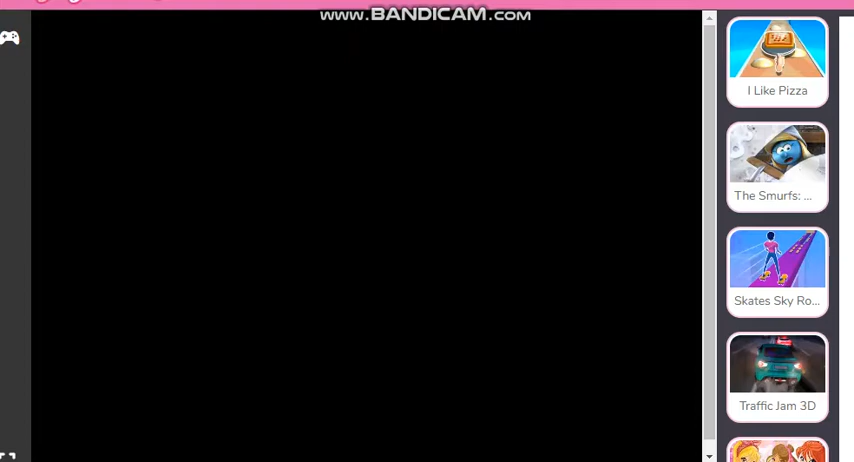 www.BANDICAM.com
I Like Pizza
The Smurfs: ...
Skates Sky Ro...
Traffic Jam 3D